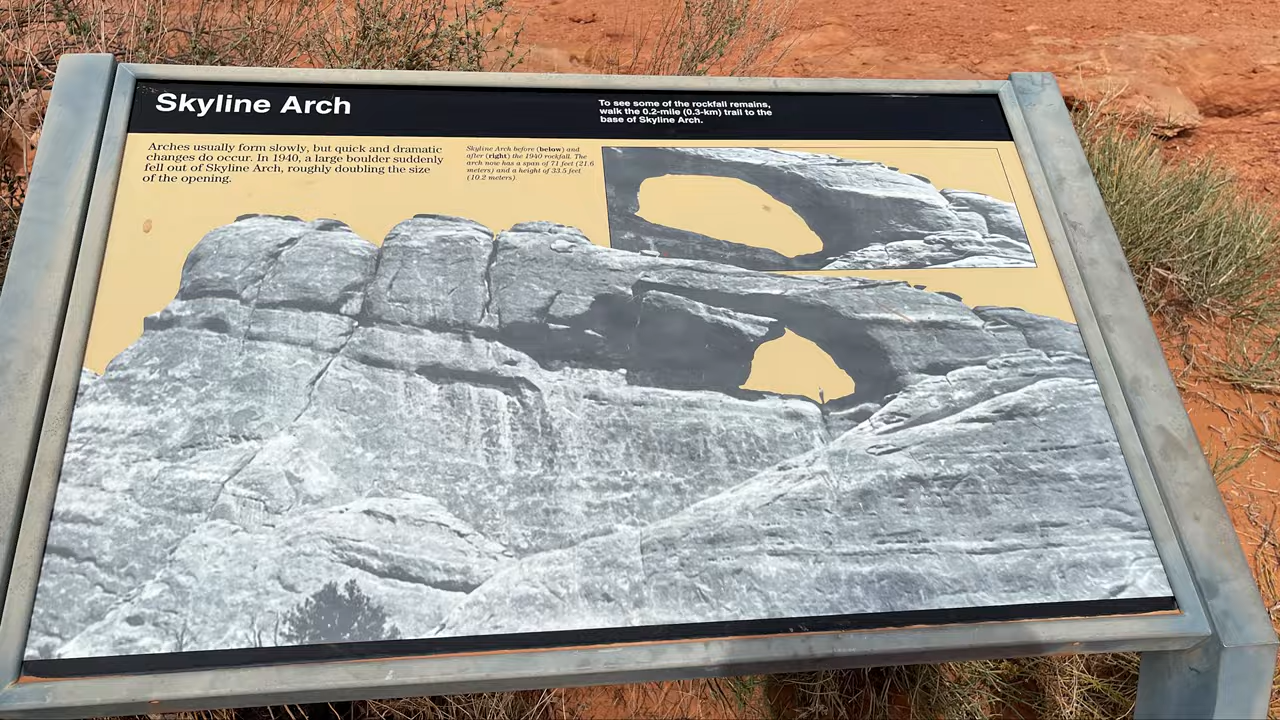 Skyline Arch
To see some of the rockfall remains,
walk the 0.2-mile (0.3-km) trail to the
base of Skyline Arch.
Arches usually form slowly, but quick and dramatic
changes do occur. In 1940, a large boulder suddenly
fell out of Skyline Arch, roughly doubling the size
of the opening.
Skyline Arch before (below) and
after (right) the 1940 rockfall. The
arch now has a span of 71 feet (21.6
meters) and a height of 33.5 feet
(10.2 meters).